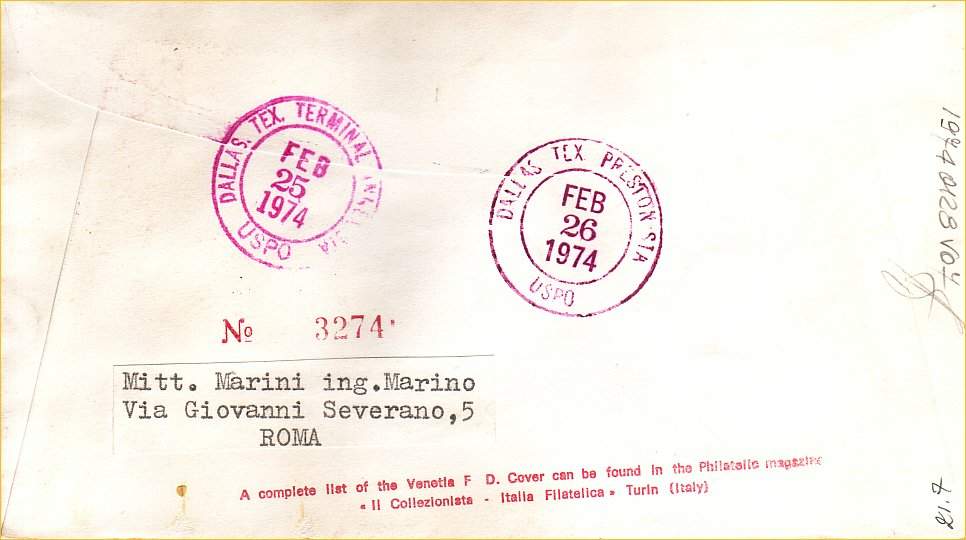 DALLAS, TEX. TERMINAL ANNEX STA
FEB
25
1974
USPO
DALLAS TEX. PRESTON STA
FEB
26
1974
USPO
№ 3274
Mitt. Marini ing.Marino
Via Giovanni Severano,5
ROMA
A complete list of the Venetia F D. Cover can be found in the Philatelic magazine
« Il Collezionista - Italia Filatelica » Turin (Italy)